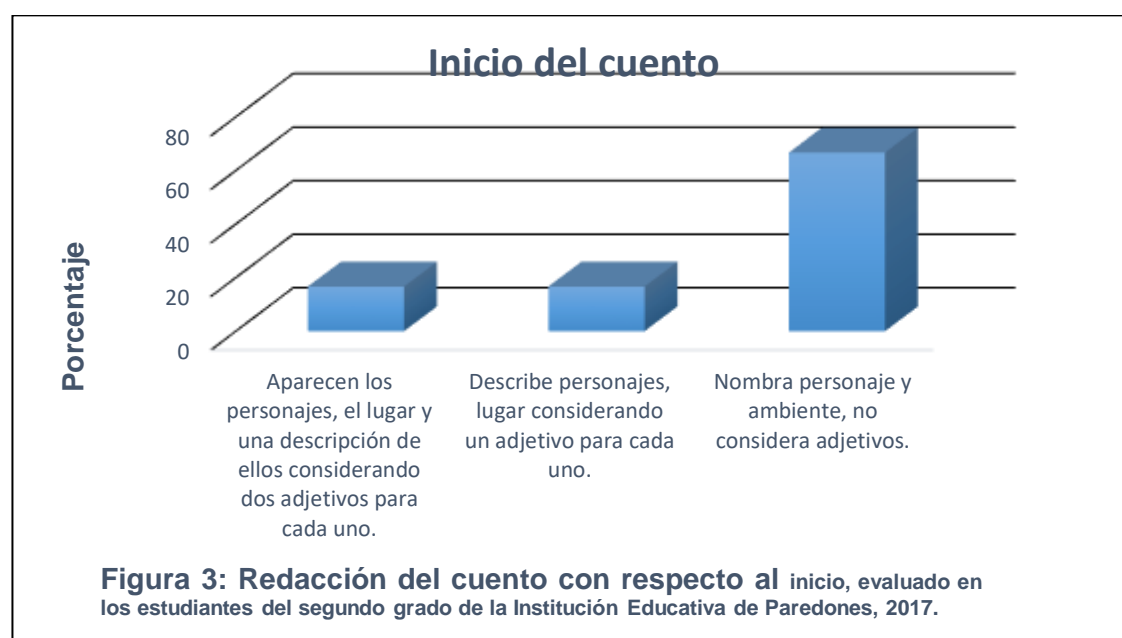 Inicio del cuento
80
60
40
20
0
Porcentaje
Aparecen los
personajes, el lugar y
una descripción de
ellos considerando
dos adjetivos para
cada uno.
Describe personajes,
lugar considerando
un adjetivo para cada
uno.
Nombra personaje y
ambiente, no
considera adjetivos.
Figura 3: Redacción del cuento con respecto al inicio, evaluado en
los estudiantes del segundo grado de la Institución Educativa de Paredones, 2017.